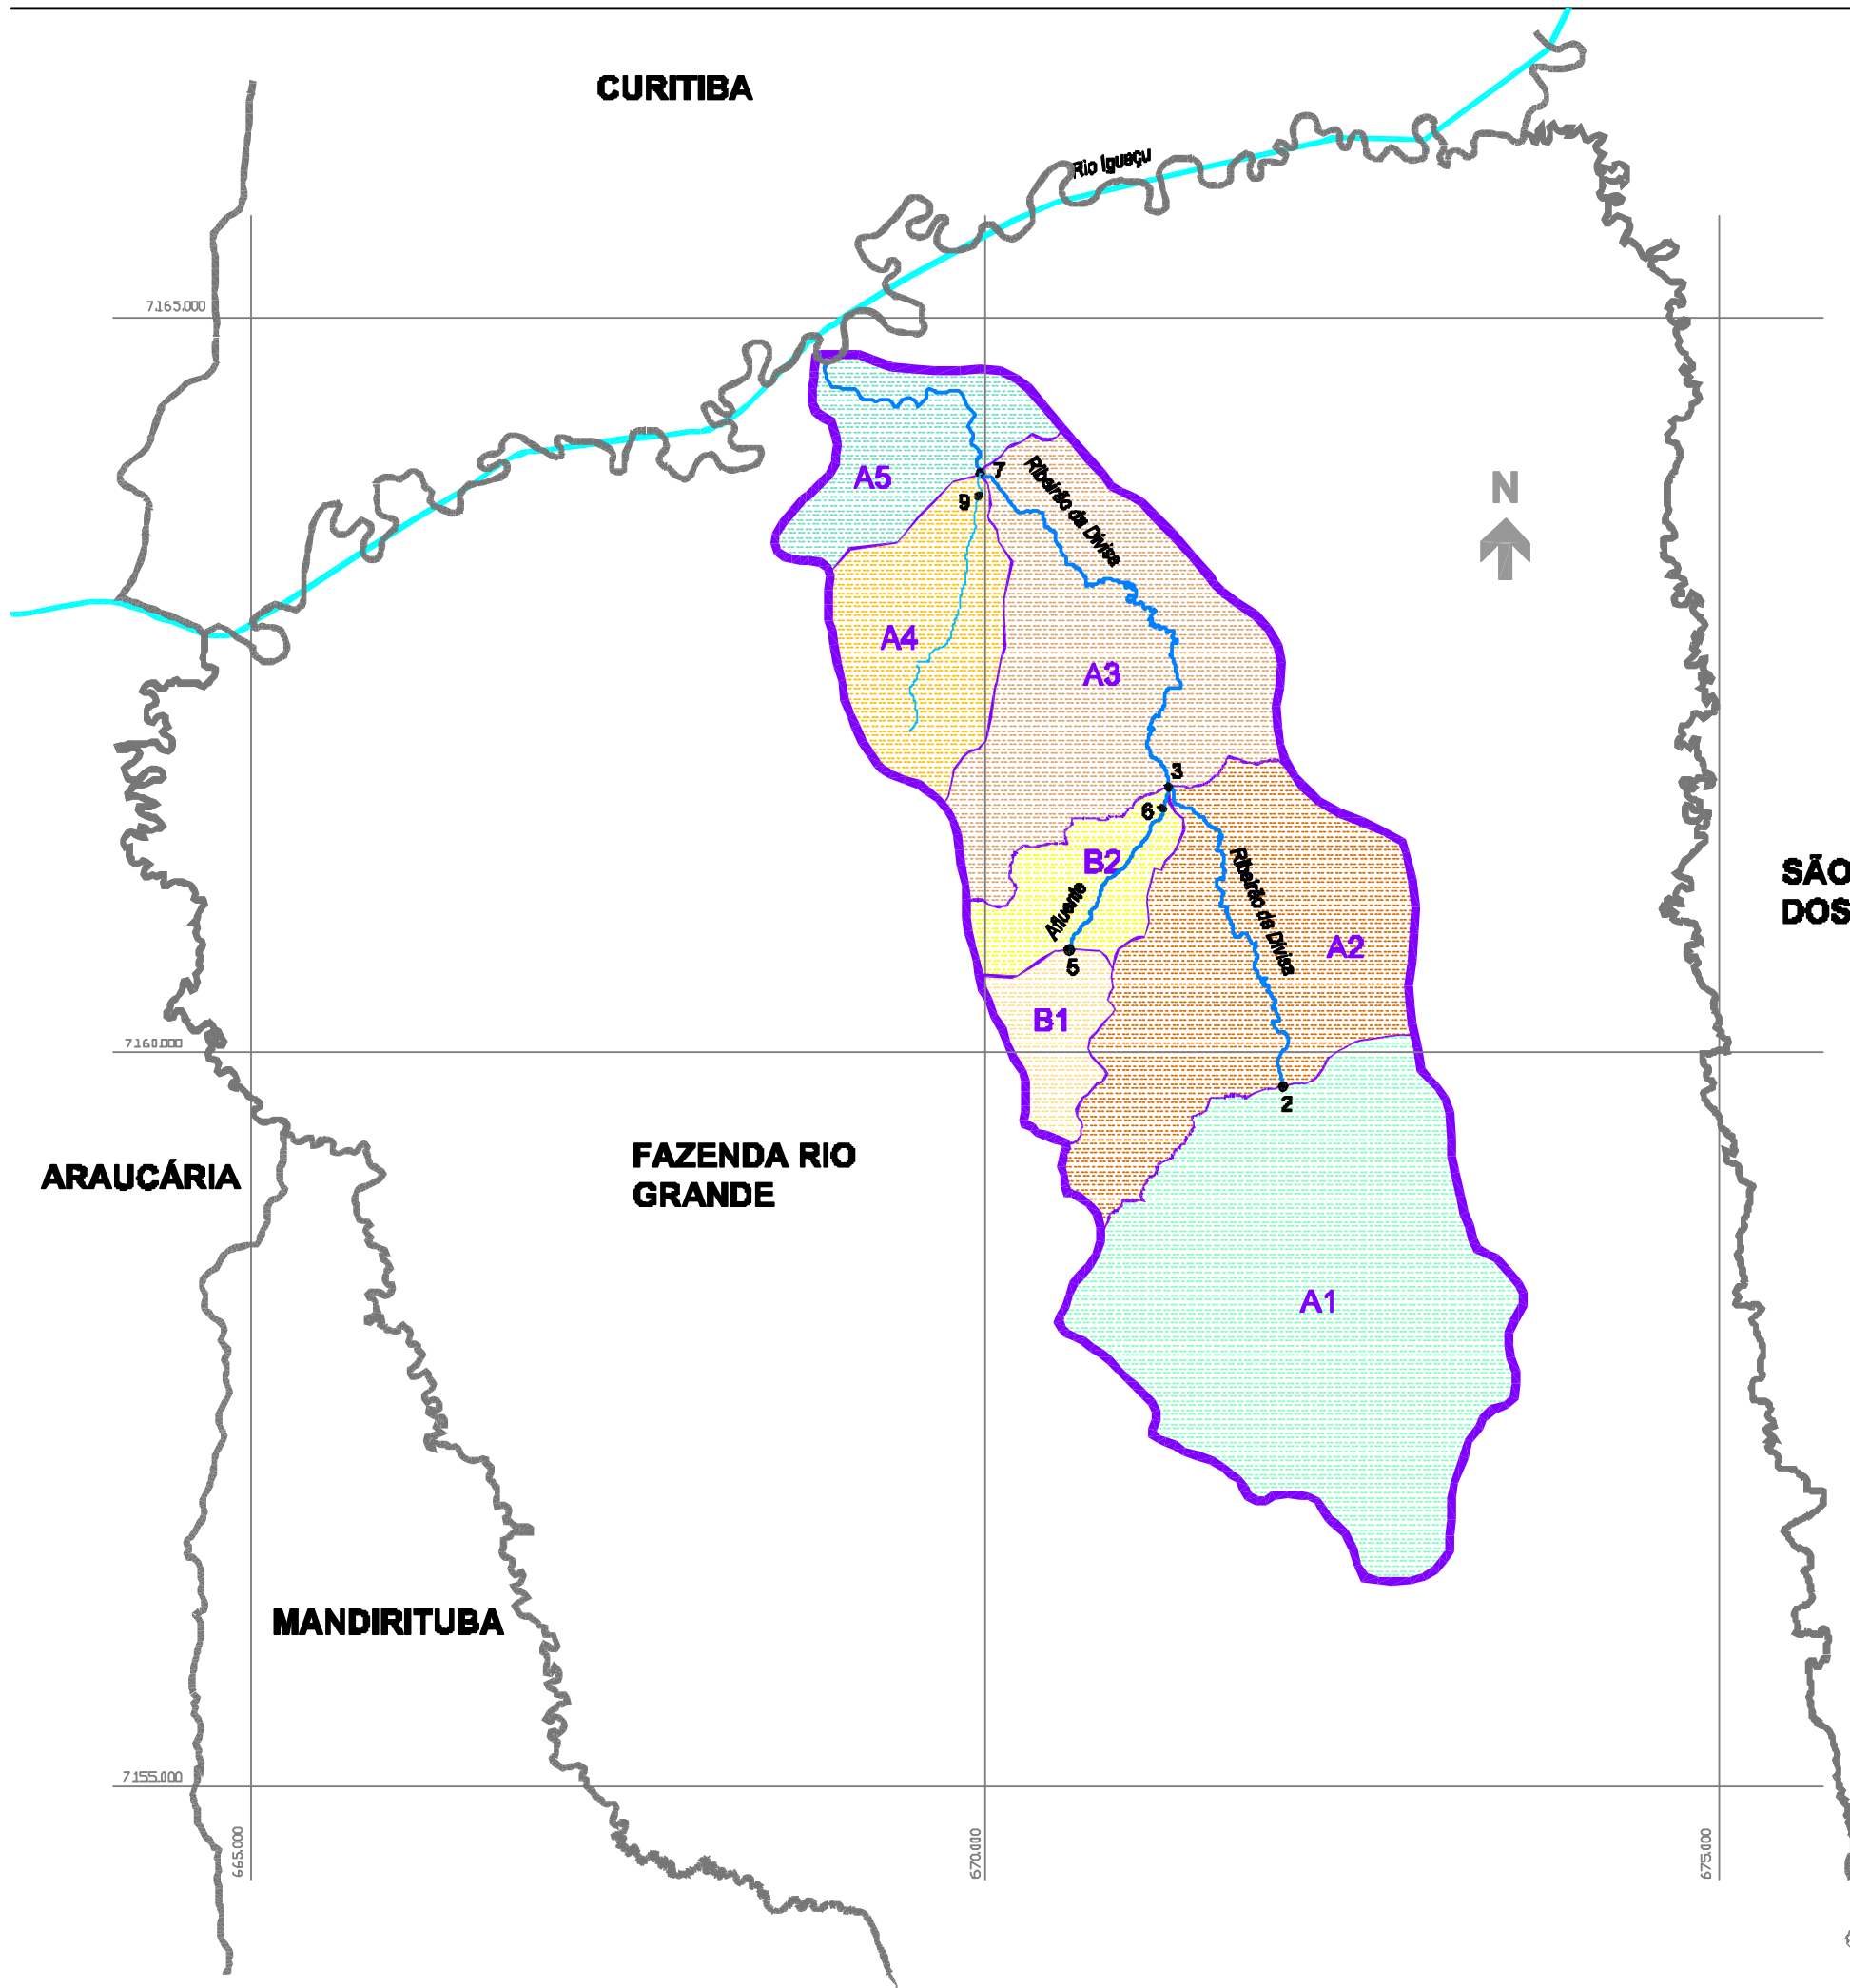 CURITIBA
Rio Iguaçu
7.165.000
A5
7
Ribeirão da Divisa
9
N
A4
A3
3
6
B2
Ribeirão da Divisa
SÃO
DOS
Afluente
A2
5
B1
7.160.000
2
FAZENDA RIO
GRANDE
ARAUCÁRIA
A1
MANDIRITUBA
7.155.000
665.000
670.000
675.000